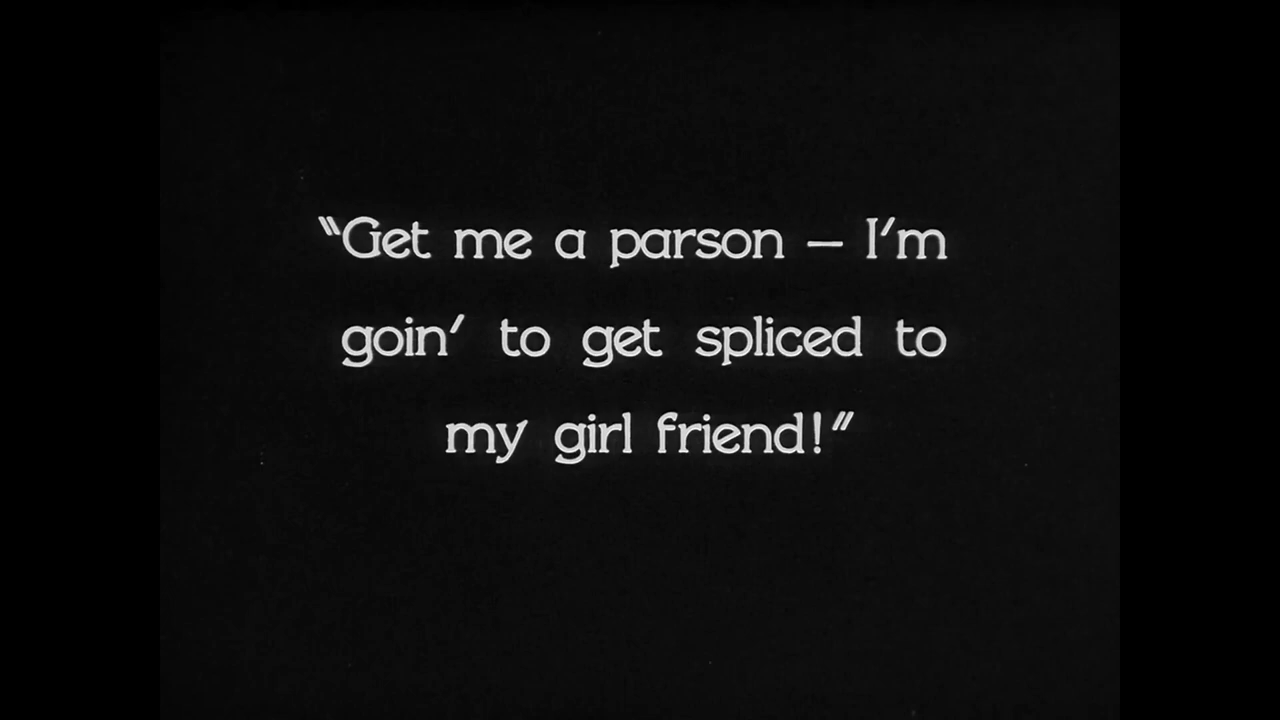 "Get me a parson — I'm
goin' to get spliced to
my girl friend!"